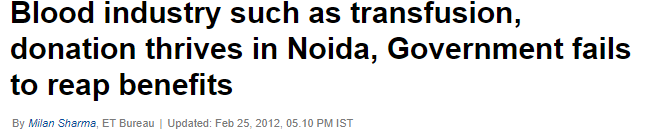 Blood industry such as transfusion,
donation thrives in Noida, Government fails
to reap benefits
By Milan Sharma, ET Bureau | Updated: Feb 25, 2012, 05.10 PM IST